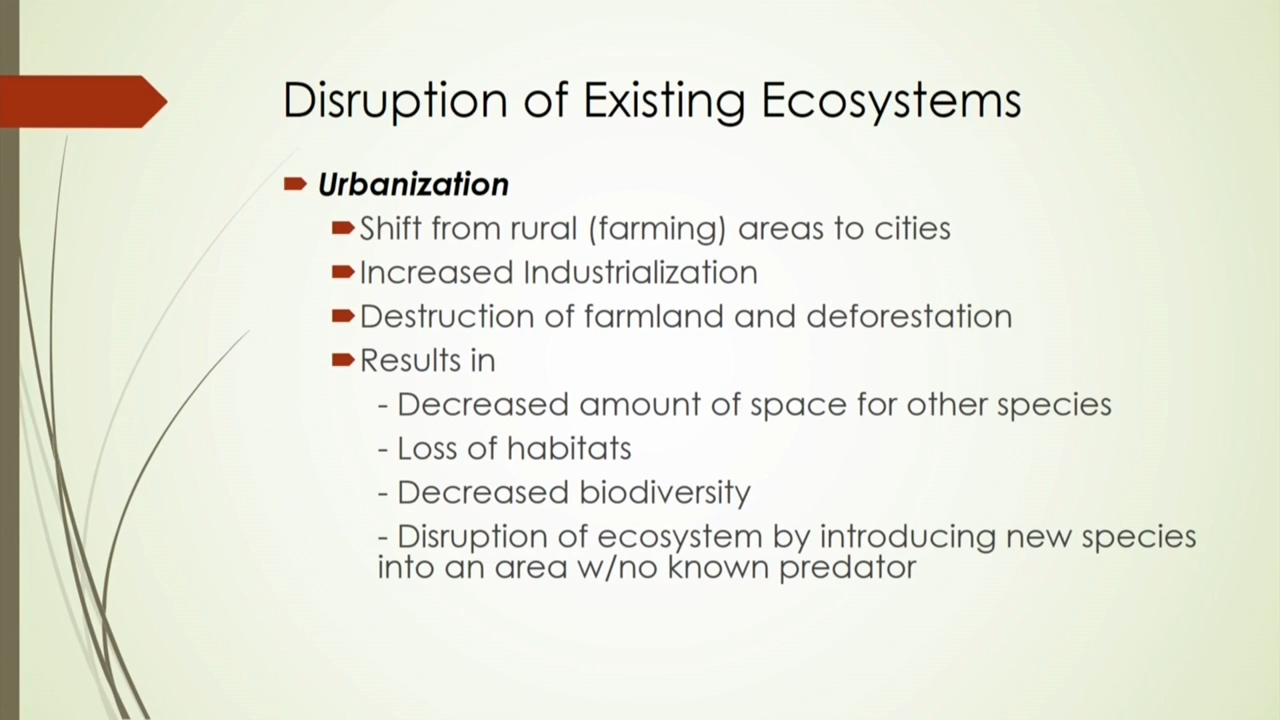 Disruption of Existing Ecosystems
Urbanization
Shift from rural (farming) areas to cities
Increased Industrialization
Destruction of farmland and deforestation
Results in
- Decreased amount of space for other species
- Loss of habitats
- Decreased biodiversity
- Disruption of ecosystem by introducing new species
into an area w/no known predator